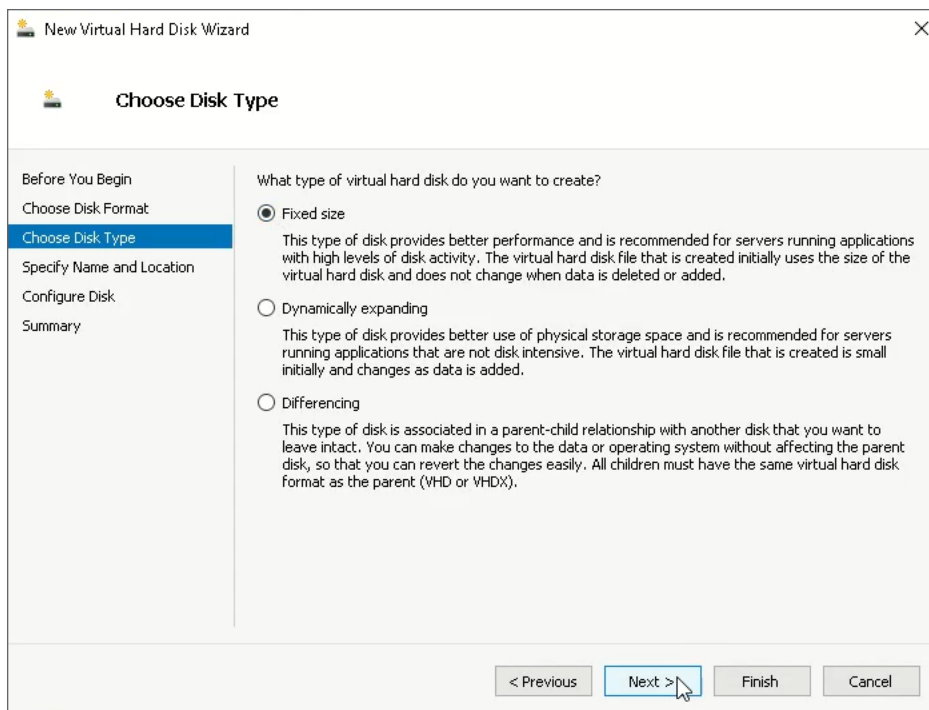 New Virtual Hard Disk Wizard
Choose Disk Type
Before You Begin
Choose Disk Format
Choose Disk Type
Specify Name and Location
Configure Disk
Summary
What type of virtual hard disk do you want to create?
Fixed size
This type of disk provides better performance and is recommended for servers running applications
with high levels of disk activity. The virtual hard disk file that is created initially uses the size of the
virtual hard disk and does not change when data is deleted or added.
Dynamically expanding
This type of disk provides better use of physical storage space and is recommended for servers
running applications that are not disk intensive. The virtual hard disk file that is created is small
initially and changes as data is added.
Differencing
This type of disk is associated in a parent-child relationship with another disk that you want to
leave intact. You can make changes to the data or operating system without affecting the parent
disk, so that you can revert the changes easily. All children must have the same virtual hard disk
format as the parent (VHD or VHDX).
< Previous
Next >
Finish
Cancel